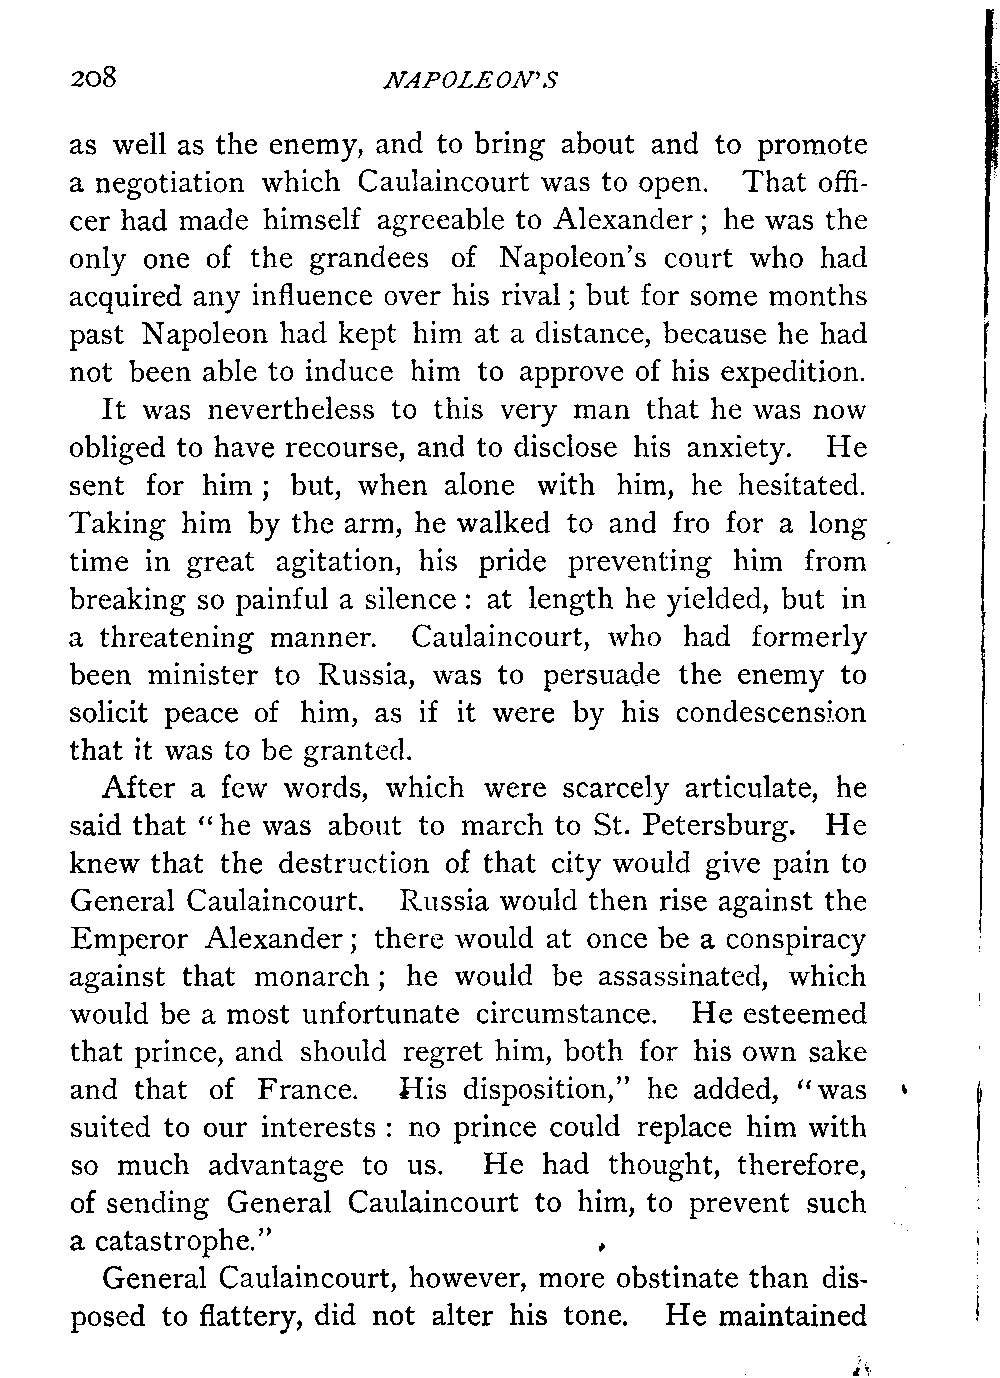 208 NAPOLEON'S
as well as the enemy, and to bring about and to promote
a negotiation which Caulaincourt was to open. That offi-
cer had made himself agreeable to Alexander ; he was the
only one of the grandees of Napoleon's court who had
acquired any influence over his rival ; but for some months
past Napoleon had kept him at a distance, because he had
not been able to induce him to approve of his expedition.
It was nevertheless to this very man that he was now
obliged to have recourse, and to disclose his anxiety. He
sent for him ; but, when alone with him, he hesitated.
Taking him by the arm, he walked to and fro for a long
time in great agitation, his pride preventing him from
breaking so painful a silence : at length he yielded, but in
a threatening manner. Caulaincourt, who had formerly
been minister to Russia, was to persuade the enemy to
solicit peace of him, as if it were by his condescension
that it was to be granted.
After a few words, which were scarcely articulate, he
said that "he was about to march to St. Petersburg. He
knew that the destruction of that city would give pain to
General Caulaincourt. Russia would then rise against the
Emperor Alexander ; there would at once be a conspiracy
against that monarch ; he would be assassinated, which
would be a most unfortunate circumstance. He esteemed
that prince, and should regret him, both for his own sake
and that of France. His disposition," he added, "was
suited to our interests : no prince could replace him with
so much advantage to us. He had thought, therefore,
of sending General Caulaincourt to him, to prevent such
a catastrophe."
General Caulaincourt, however, more obstinate than dis-
posed to flattery, did not alter his tone. He maintained